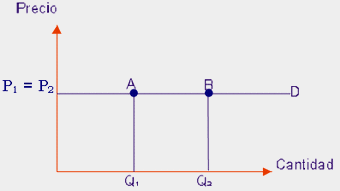 Precio
A B
P₁ = P₂ D
Cantidad
Q₁ Q₂